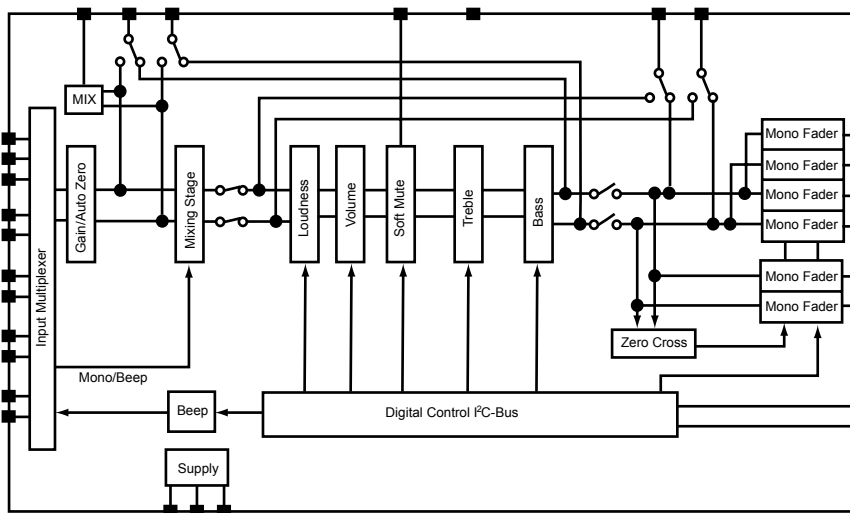 MIX
Input Multiplexer
Gain/Auto Zero
Mixing Stage
Loudness
Volume
Soft Mute
Treble
Bass
Mono Fader
Mono Fader
Mono Fader
Mono Fader
Mono Fader
Mono Fader
Zero Cross
Mono/Beep
Beep
Digital Control I²C-Bus
Supply